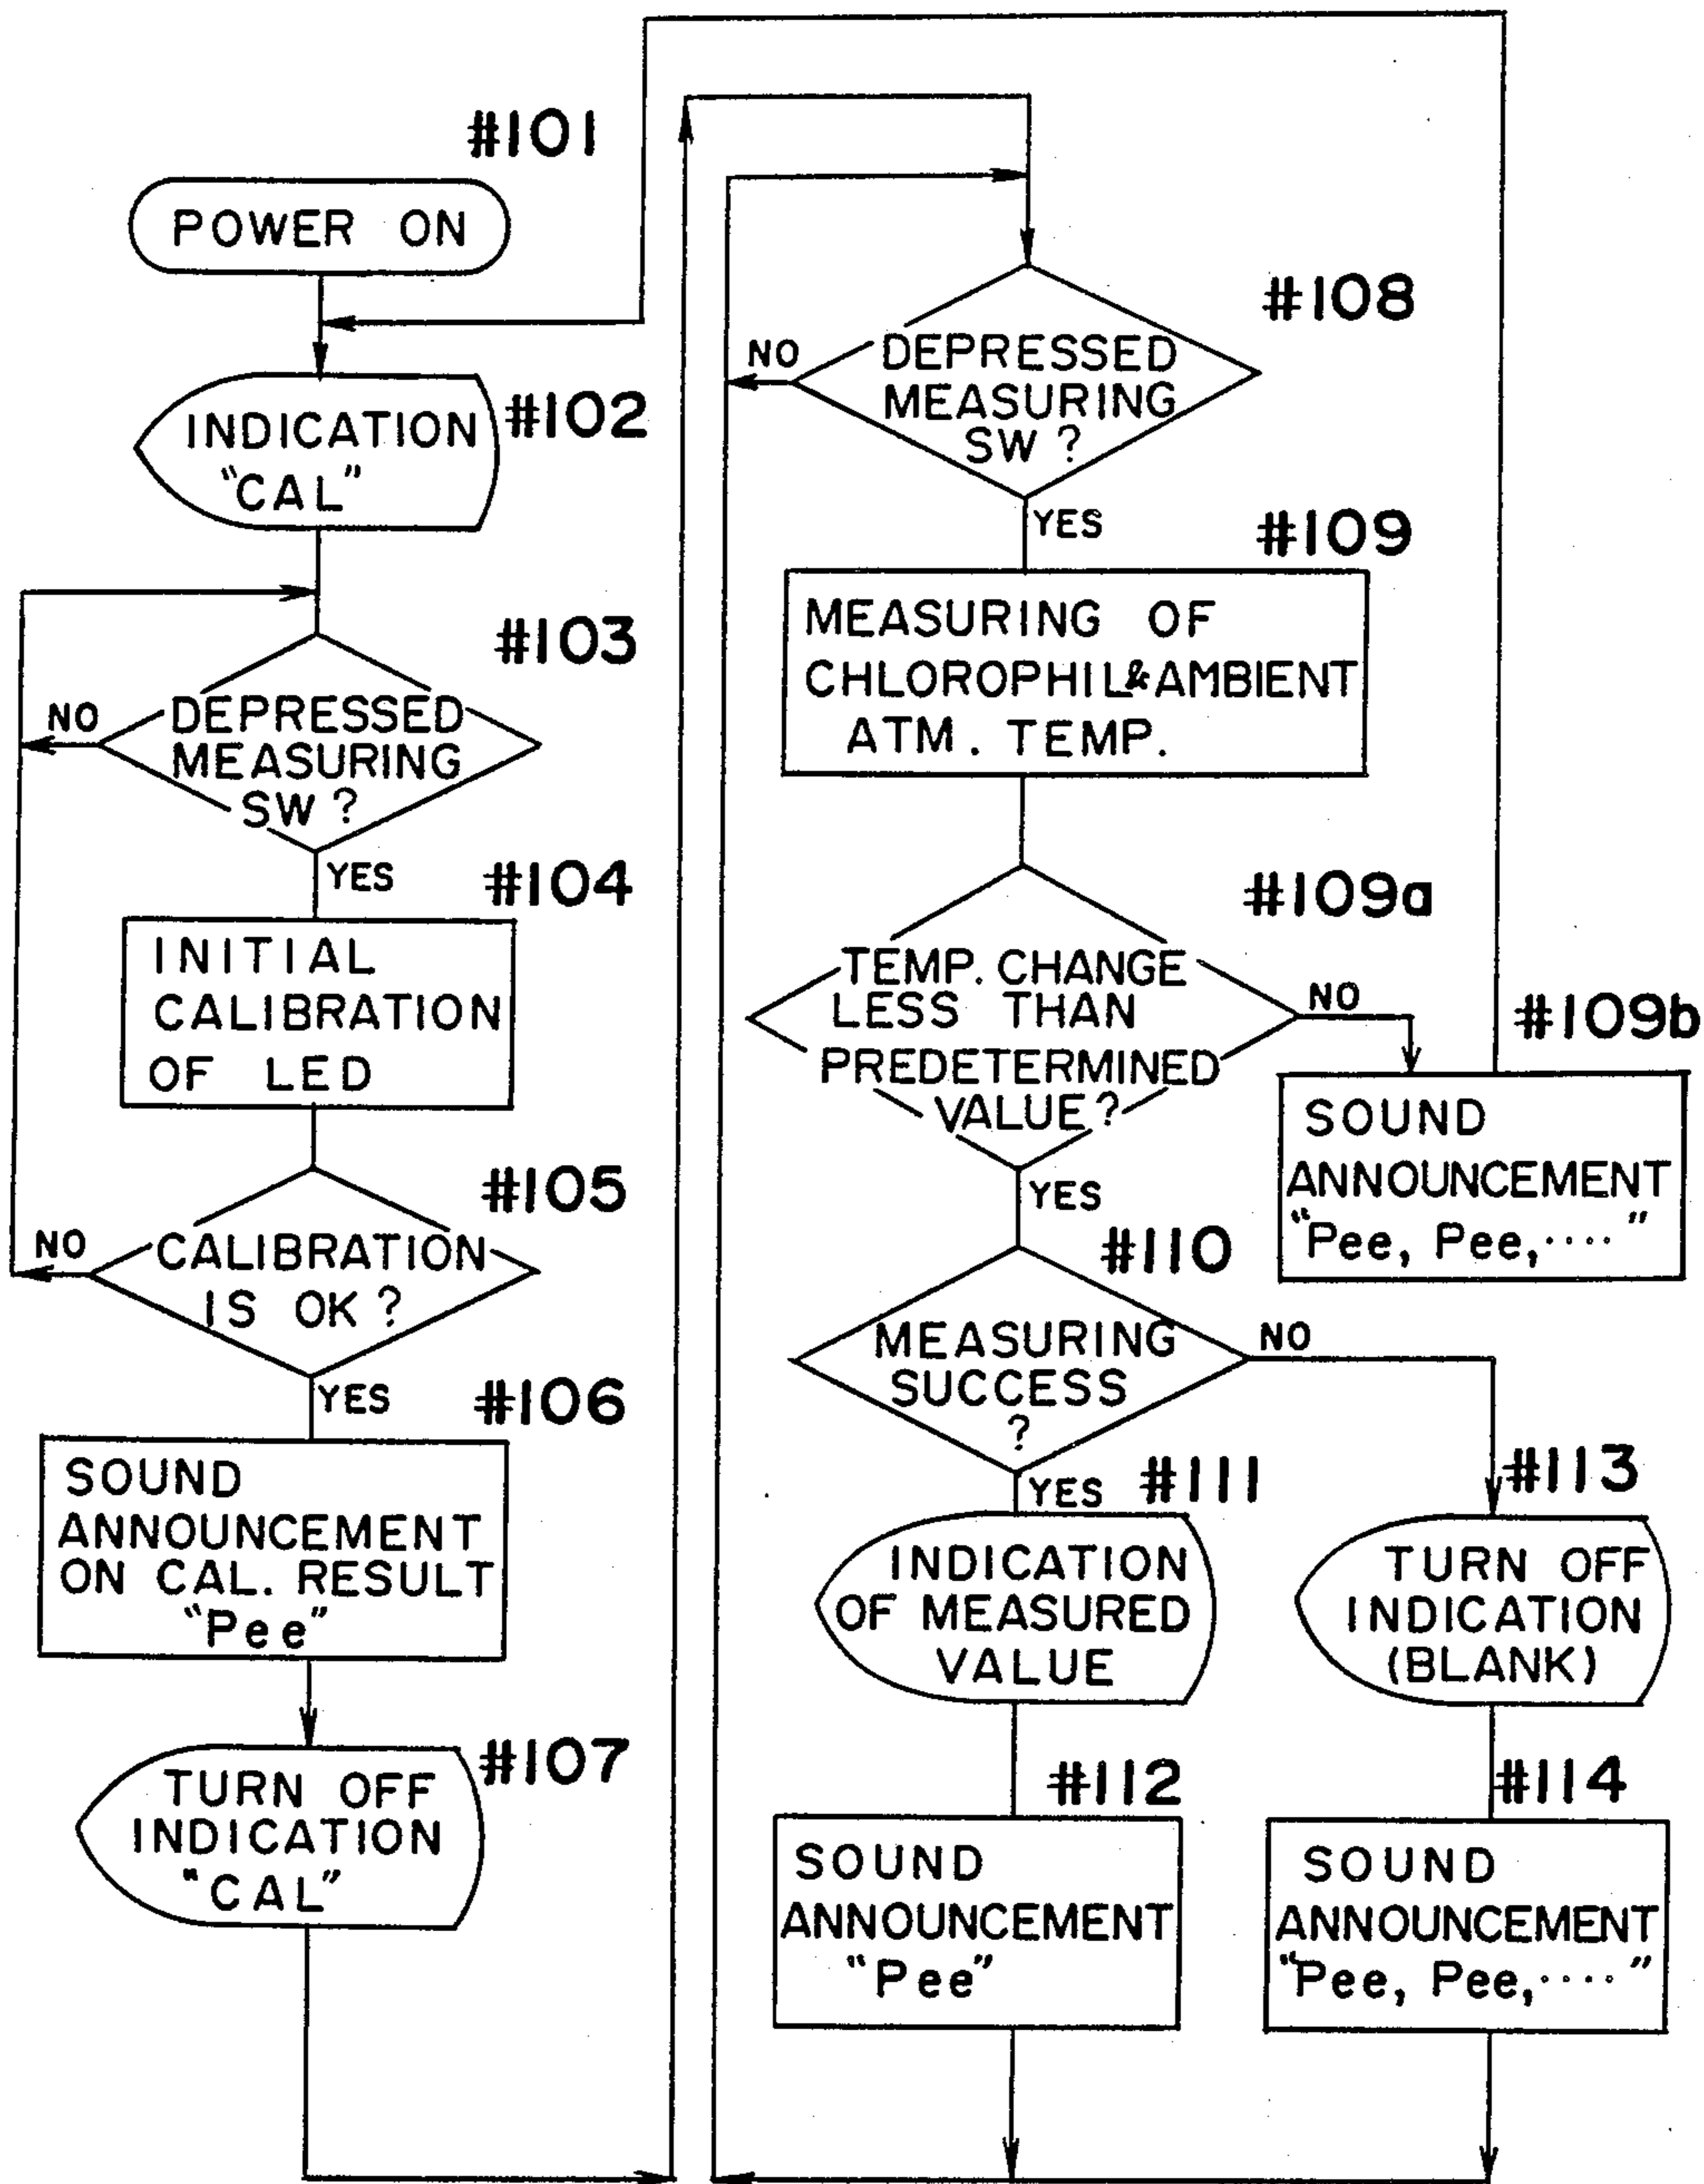 #101
POWER ON
INDICATION
"CAL"
#102
#103
DEPRESSED
MEASURING
SW?
NO
YES
#104
INITIAL
CALIBRATION
OF LED
#105
CALIBRATION
IS OK?
NO
YES
#106
SOUND
ANNOUNCEMENT
ON CAL. RESULT
"Pee"
#107
TURN OFF
INDICATION
"CAL"
#108
DEPRESSED
MEASURING
SW?
NO
YES
#109
MEASURING OF
CHLOROPHIL&AMBIENT
ATM. TEMP.
#109a
TEMP. CHANGE
LESS THAN
PREDETERMINED
VALUE?
NO
YES
#109b
SOUND
ANNOUNCEMENT
"Pee, Pee,····"
#110
MEASURING
SUCCESS
?
NO
YES
#111
INDICATION
OF MEASURED
VALUE
#112
SOUND
ANNOUNCEMENT
"Pee"
#113
TURN OFF
INDICATION
(BLANK)
#114
SOUND
ANNOUNCEMENT
"Pee, Pee,····"